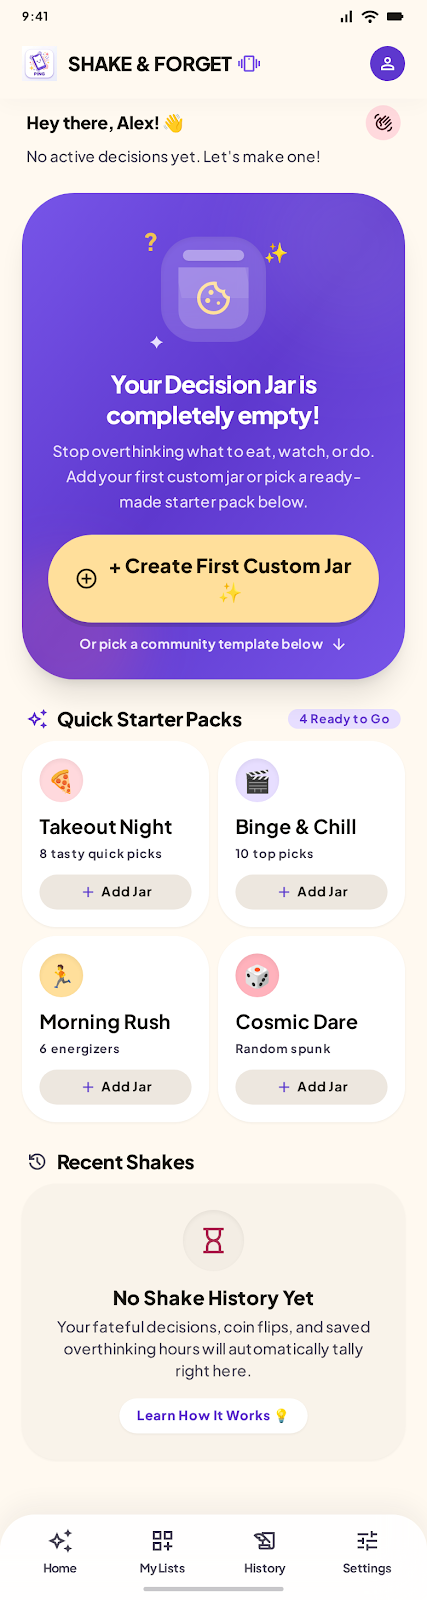 9:41
PING
SHAKE & FORGET
Hey there, Alex! 👋
No active decisions yet. Let's make one!
?
Your Decision Jar is
completely empty!
Stop overthinking what to eat, watch, or do.
Add your first custom jar or pick a ready-
made starter pack below.
+ Create First Custom Jar
✨
Or pick a community template below ↓
Quick Starter Packs
4 Ready to Go
Takeout Night
8 tasty quick picks
+ Add Jar
Binge & Chill
10 top picks
+ Add Jar
Morning Rush
6 energizers
+ Add Jar
Cosmic Dare
Random spunk
+ Add Jar
Recent Shakes
No Shake History Yet
Your fateful decisions, coin flips, and saved
overthinking hours will automatically tally
right here.
Learn How It Works 💡
Home
My Lists
History
Settings